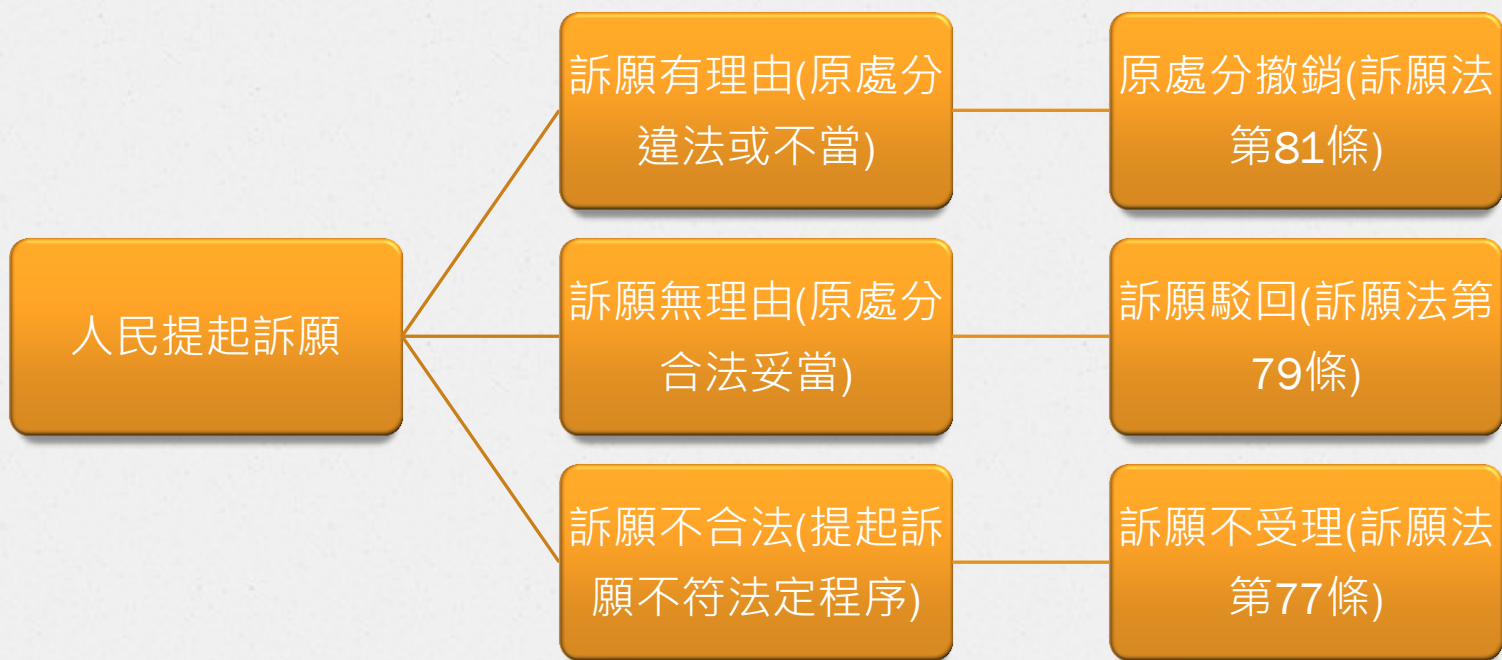 人民提起訴願
訴願有理由(原處分
違法或不當)
原處分撤銷(訴願法
第81條)
訴願無理由(原處分
合法妥當)
訴願駁回(訴願法第
79條)
訴願不合法(提起訴
願不符法定程序)
訴願不受理(訴願法
第77條)